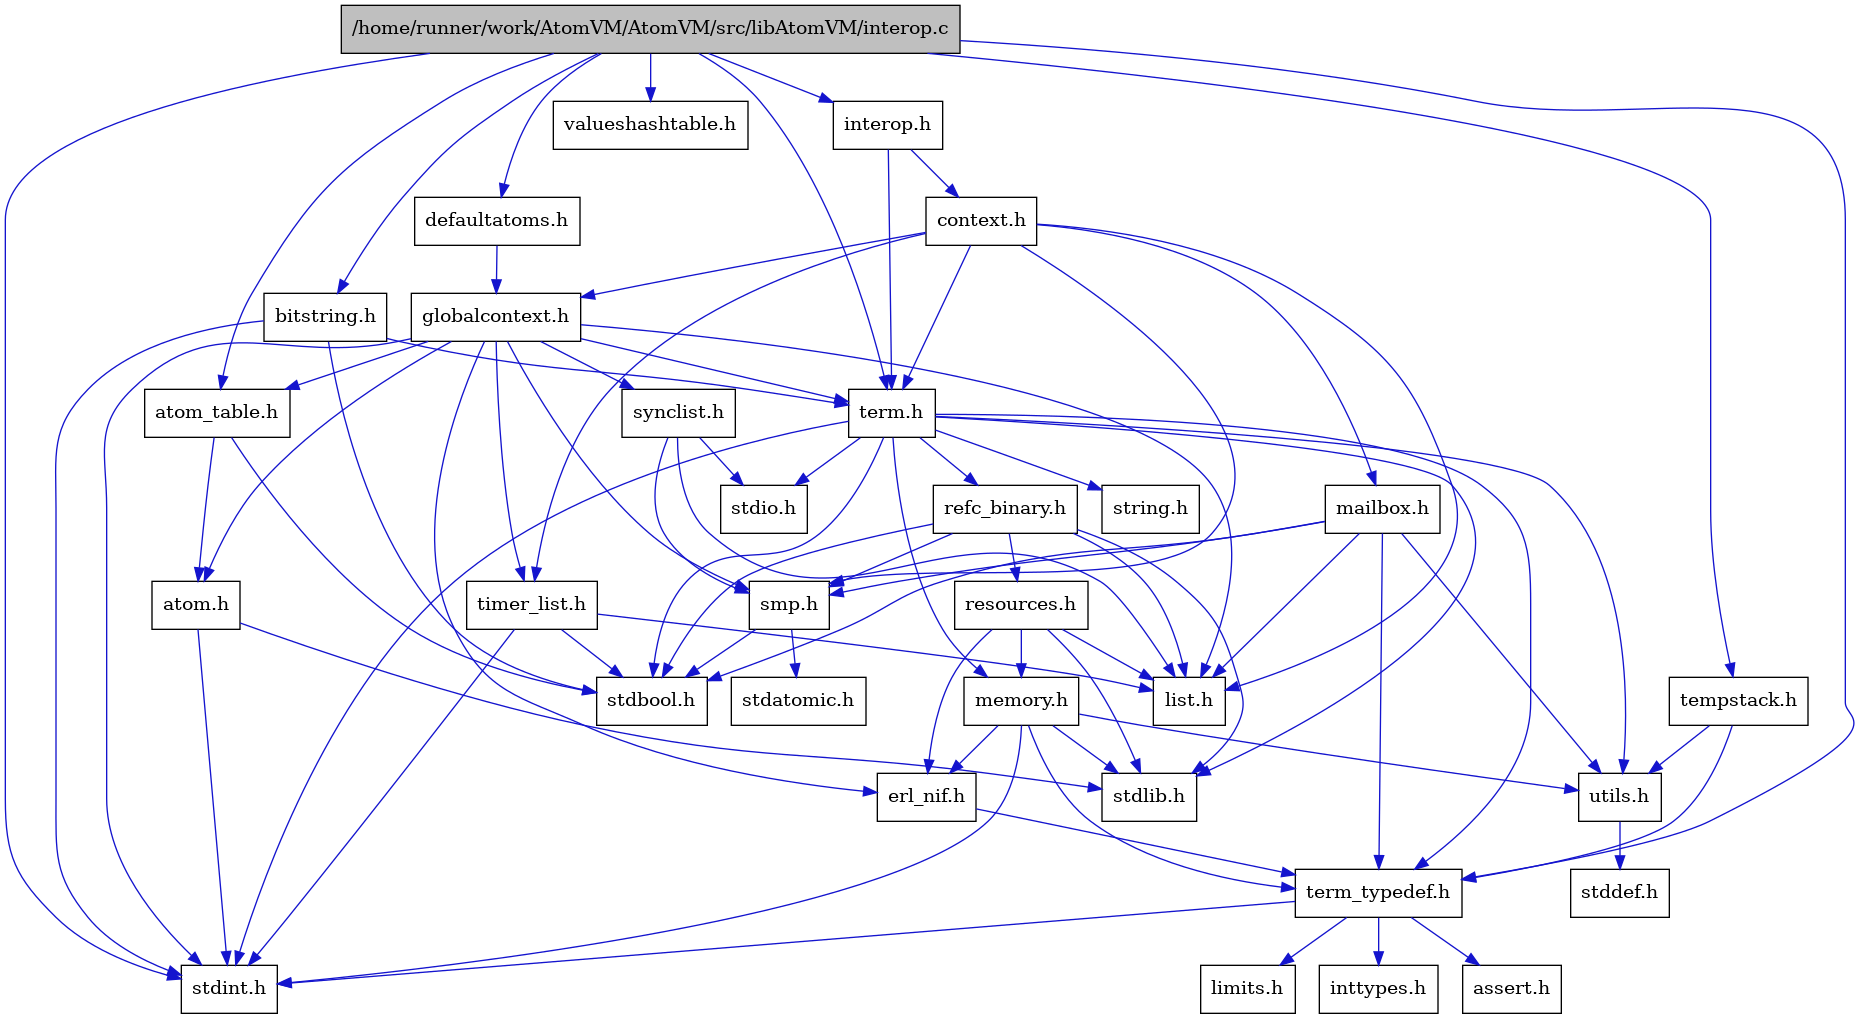 /home/runner/work/AtomVM/AtomVM/src/libAtomVM/interop.c
valueshashtable.h
interop.h
defaultatoms.h
context.h
bitstring.h
globalcontext.h
atom_table.h
synclist.h
term.h
stdio.h
refc_binary.h
string.h
mailbox.h
atom.h
timer_list.h
smp.h
resources.h
stdbool.h
stdatomic.h
memory.h
list.h
tempstack.h
erl_nif.h
stdlib.h
utils.h
term_typedef.h
stddef.h
stdint.h
limits.h
inttypes.h
assert.h